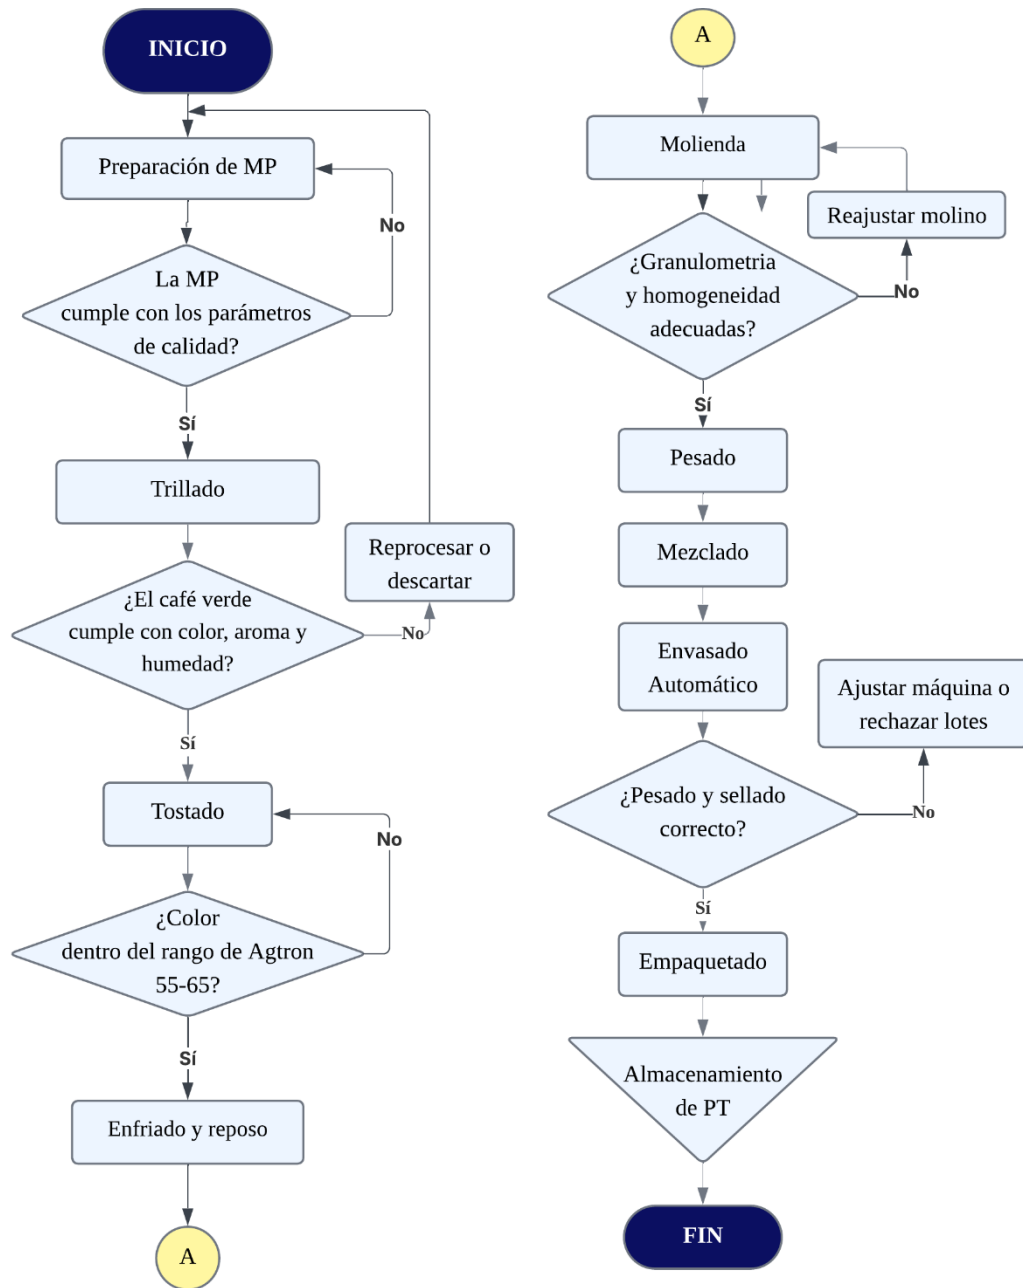 INICIO
Preparación de MP
No
La MP
cumple con los parámetros
de calidad?
Sí
Trillado
Reprocesar o
descartar
¿El café verde
cumple con color, aroma y
humedad?
No
Sí
Tostado
No
¿Color
dentro del rango de Agtron
55-65?
Sí
Enfriado y reposo
A
A
Molienda
Reajustar molino
¿Granulometria
y homogeneidad
adecuadas?
No
Sí
Pesado
Mezclado
Envasado
Automático
Ajustar máquina o
rechazar lotes
¿Pesado y sellado
correcto?
No
Sí
Empaquetado
Almacenamiento
de PT
FIN